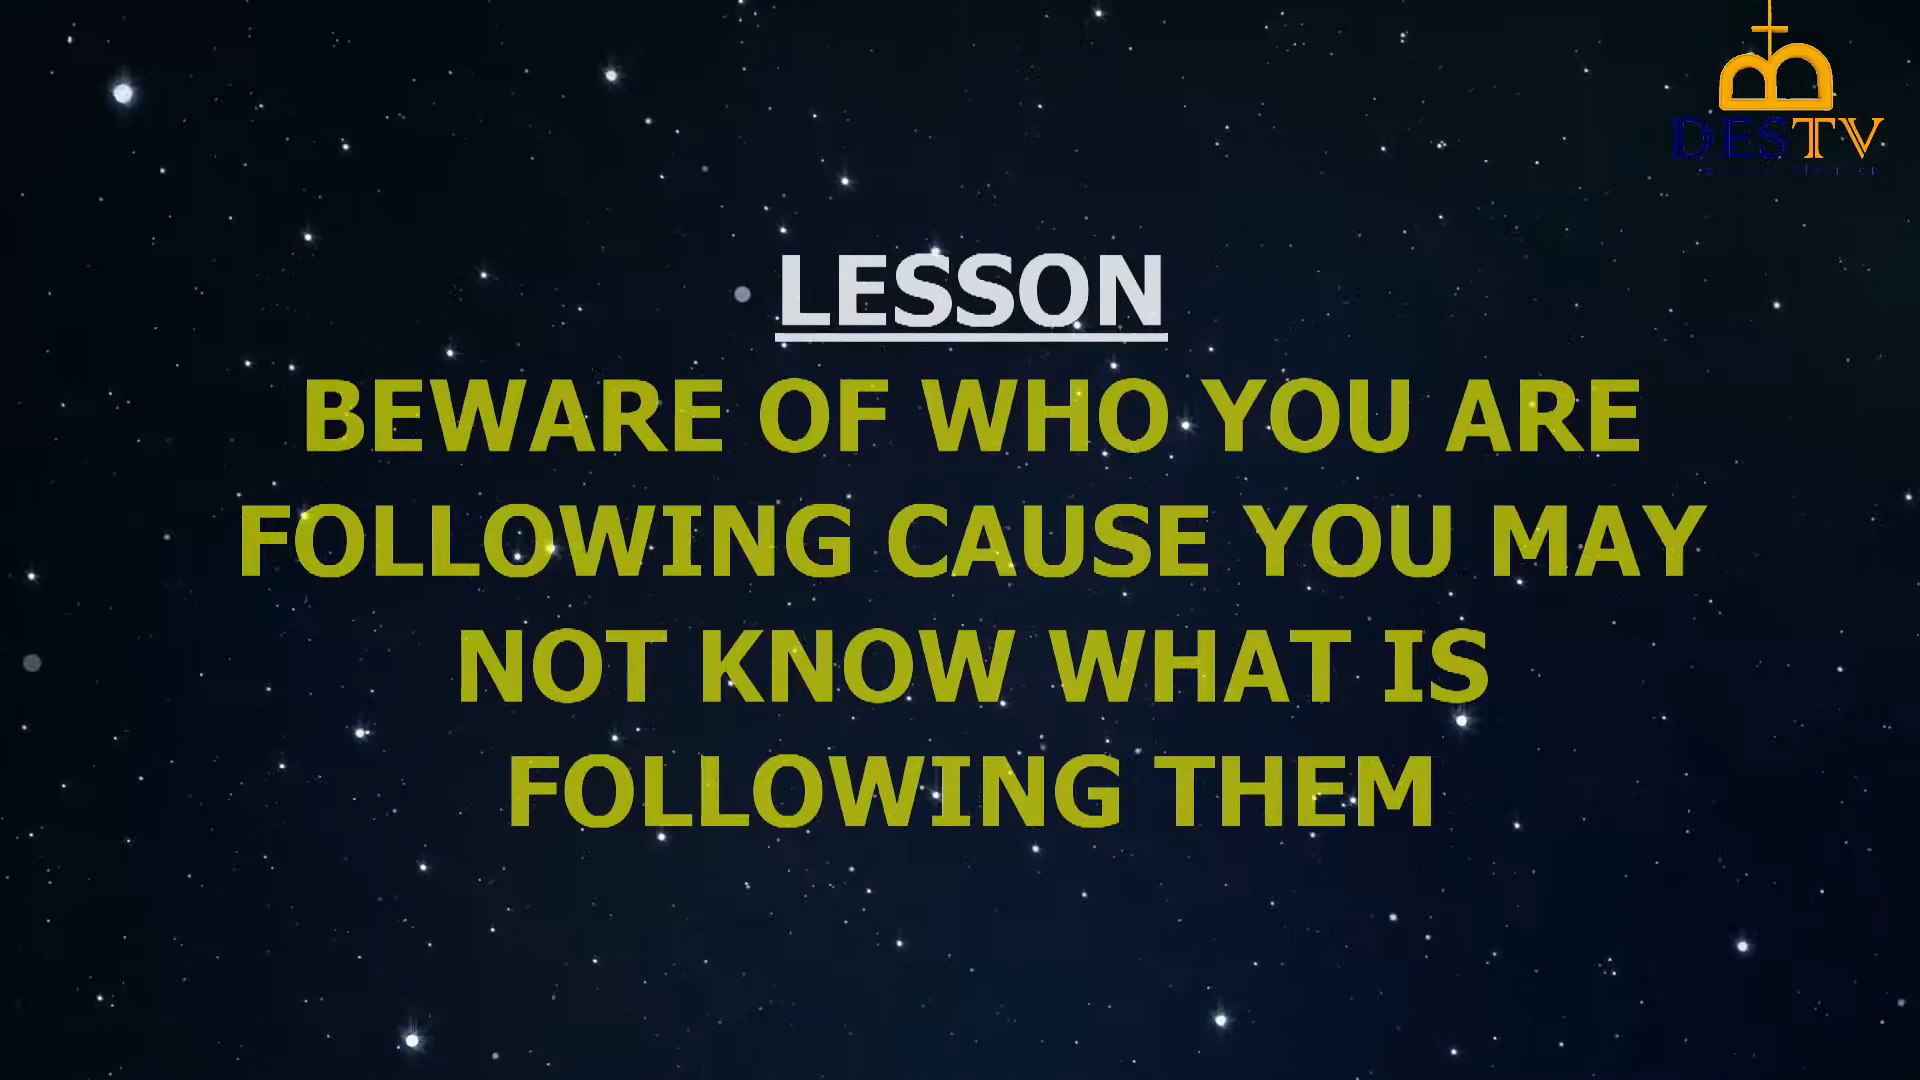 DESTV
LESSON
BEWARE OF WHO YOU ARE
FOLLOWING CAUSE YOU MAY
NOT KNOW WHAT IS
FOLLOWING THEM